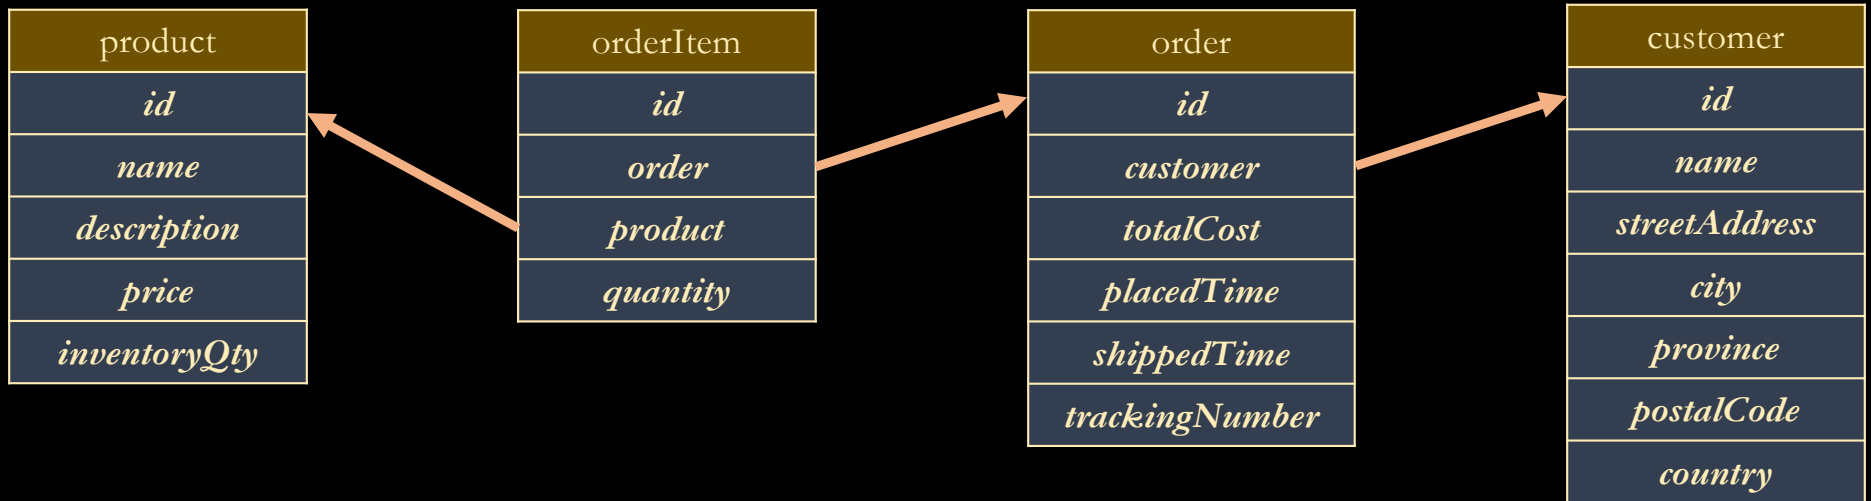 product
id
name
description
price
inventoryQty
orderItem
id
order
product
quantity
order
id
customer
totalCost
placedTime
shippedTime
trackingNumber
customer
id
name
streetAddress
city
province
postalCode
country